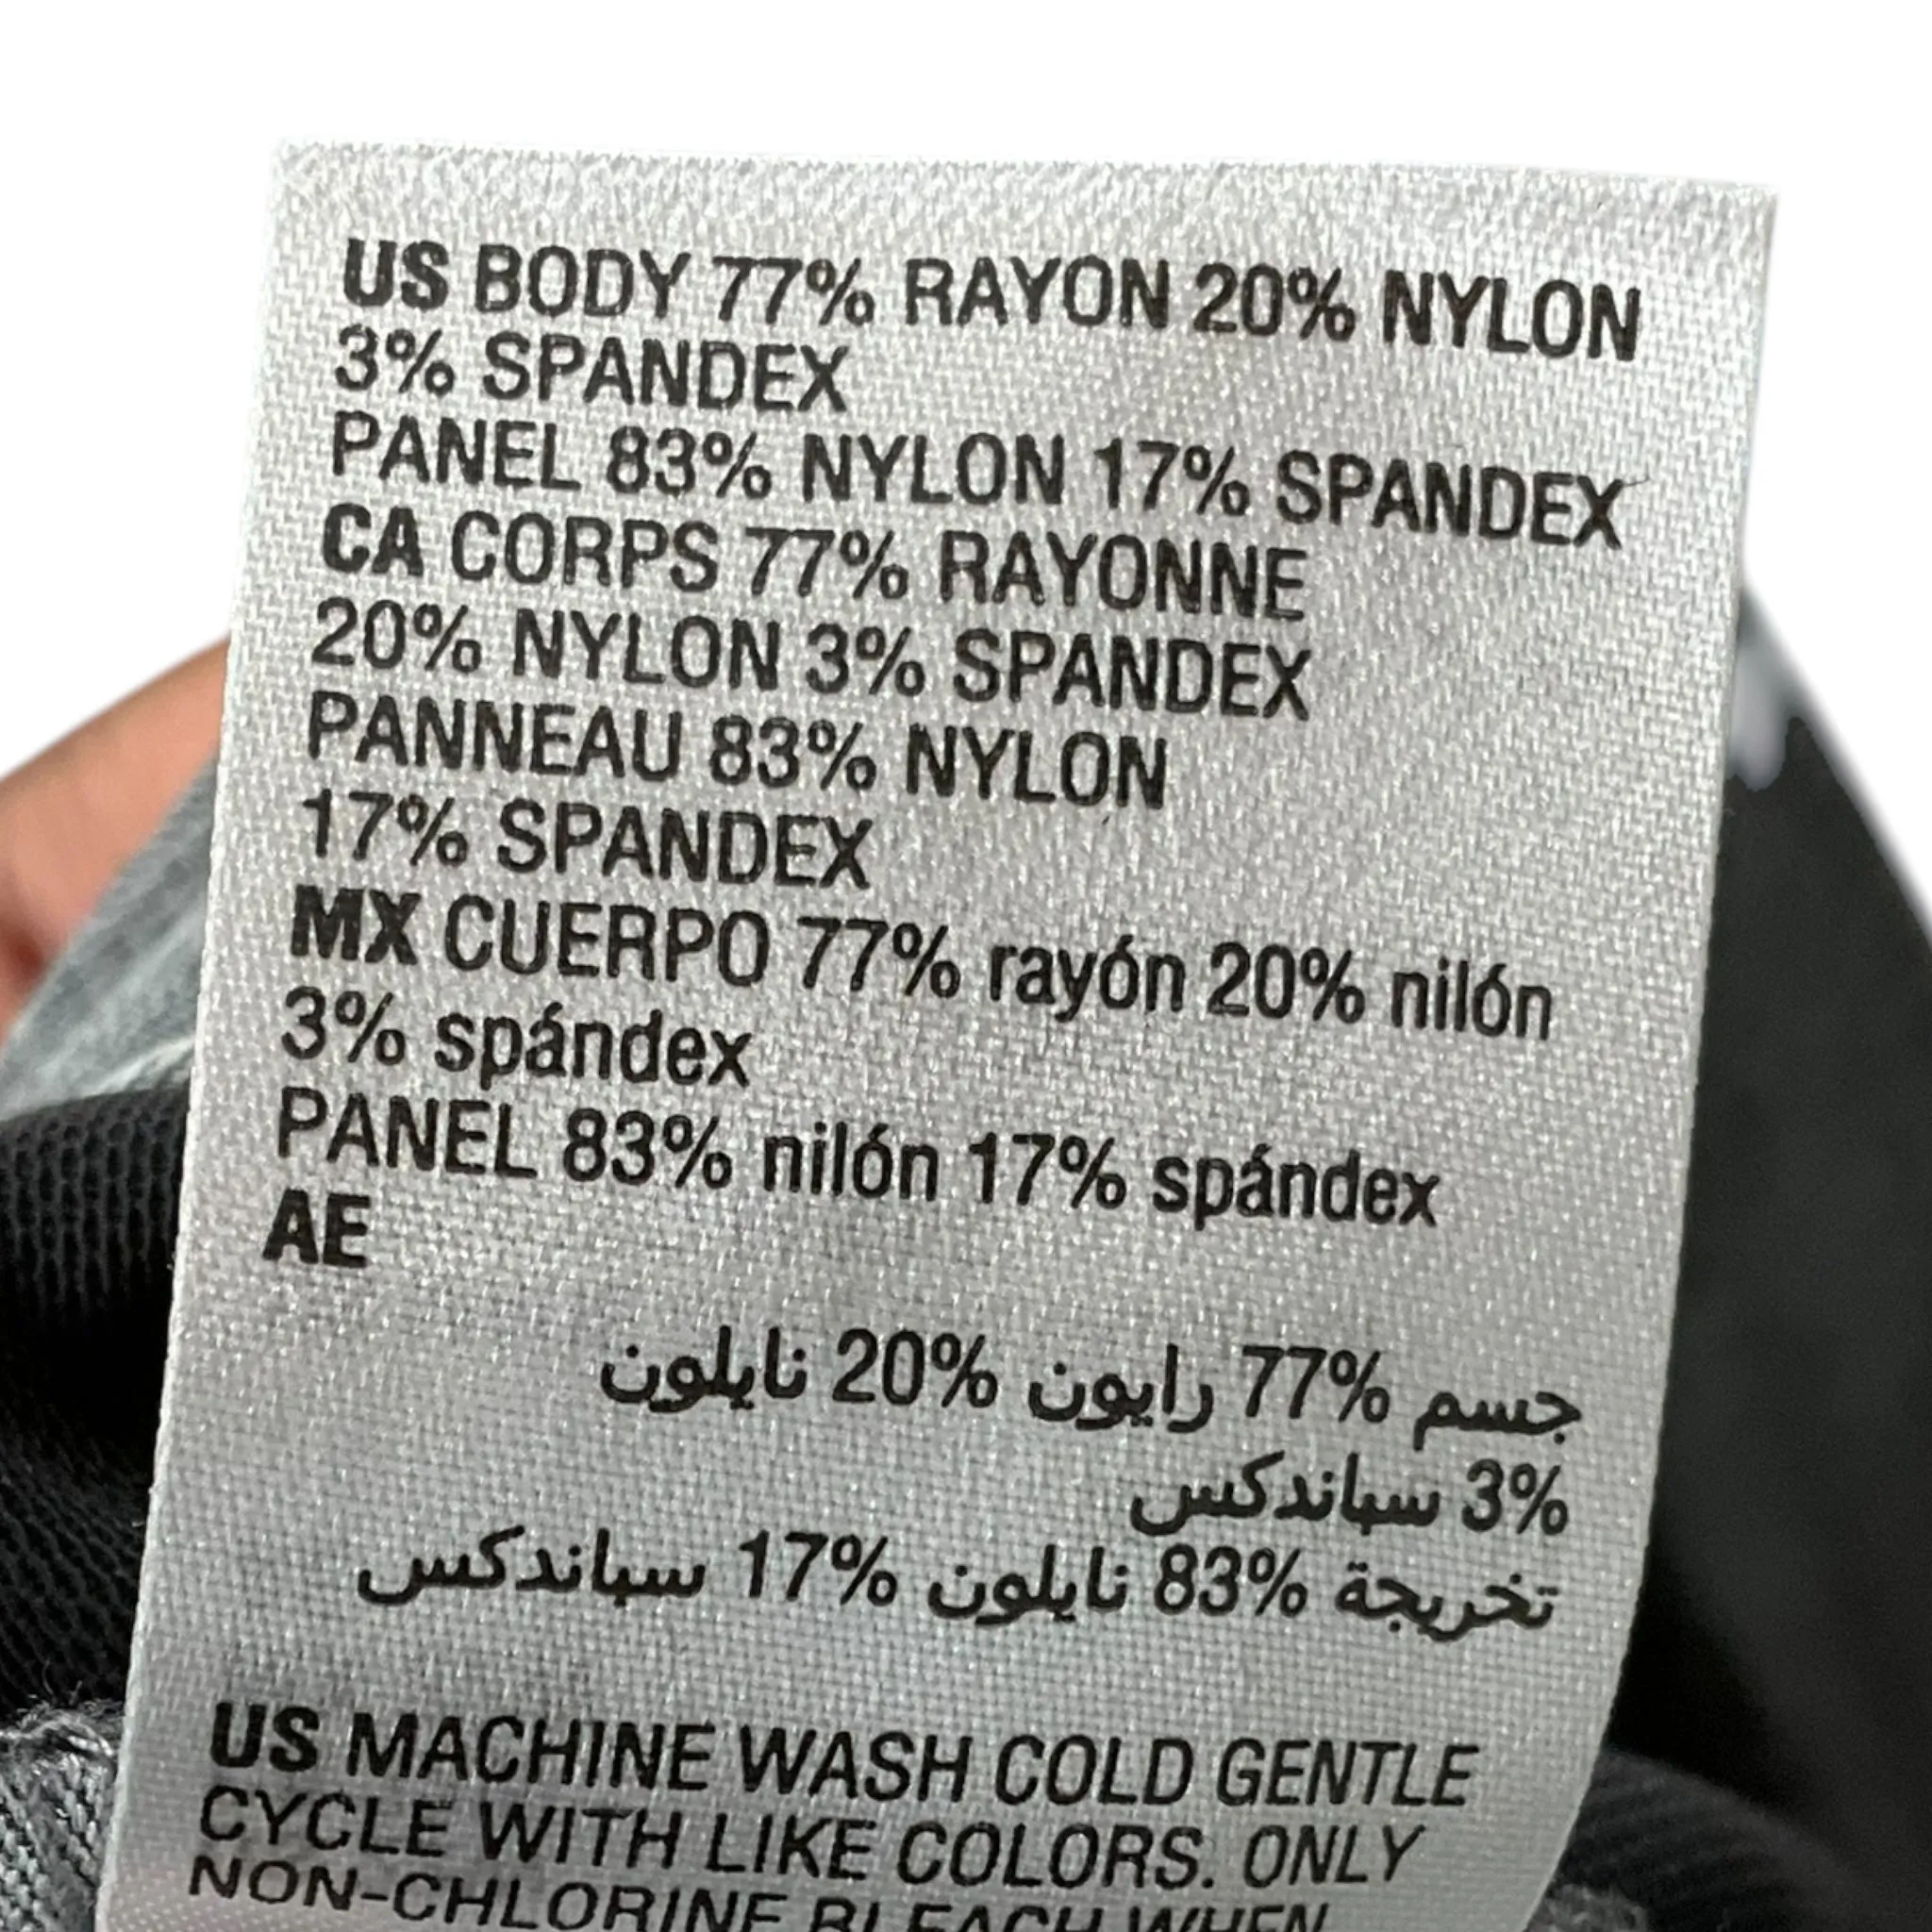 US BODY 77% RAYON 20% NYLON
3% SPANDEX
PANEL 83% NYLON 17% SPANDEX
CA CORPS 77% RAYONNE
20% NYLON 3% SPANDEX
PANNEAU 83% NYLON
17% SPANDEX
MX CUERPO 77% rayón 20% nilón
3% spándex
PANEL 83% nilón 17% spándex
AE
جسم 77% رايون 20% نايلون
3% سباندكس
تخريجة 83% نايلون 17% سباندكس
US MACHINE WASH COLD GENTLE
CYCLE WITH LIKE COLORS. ONLY
NON-CHLORINE BLEACH WHEN